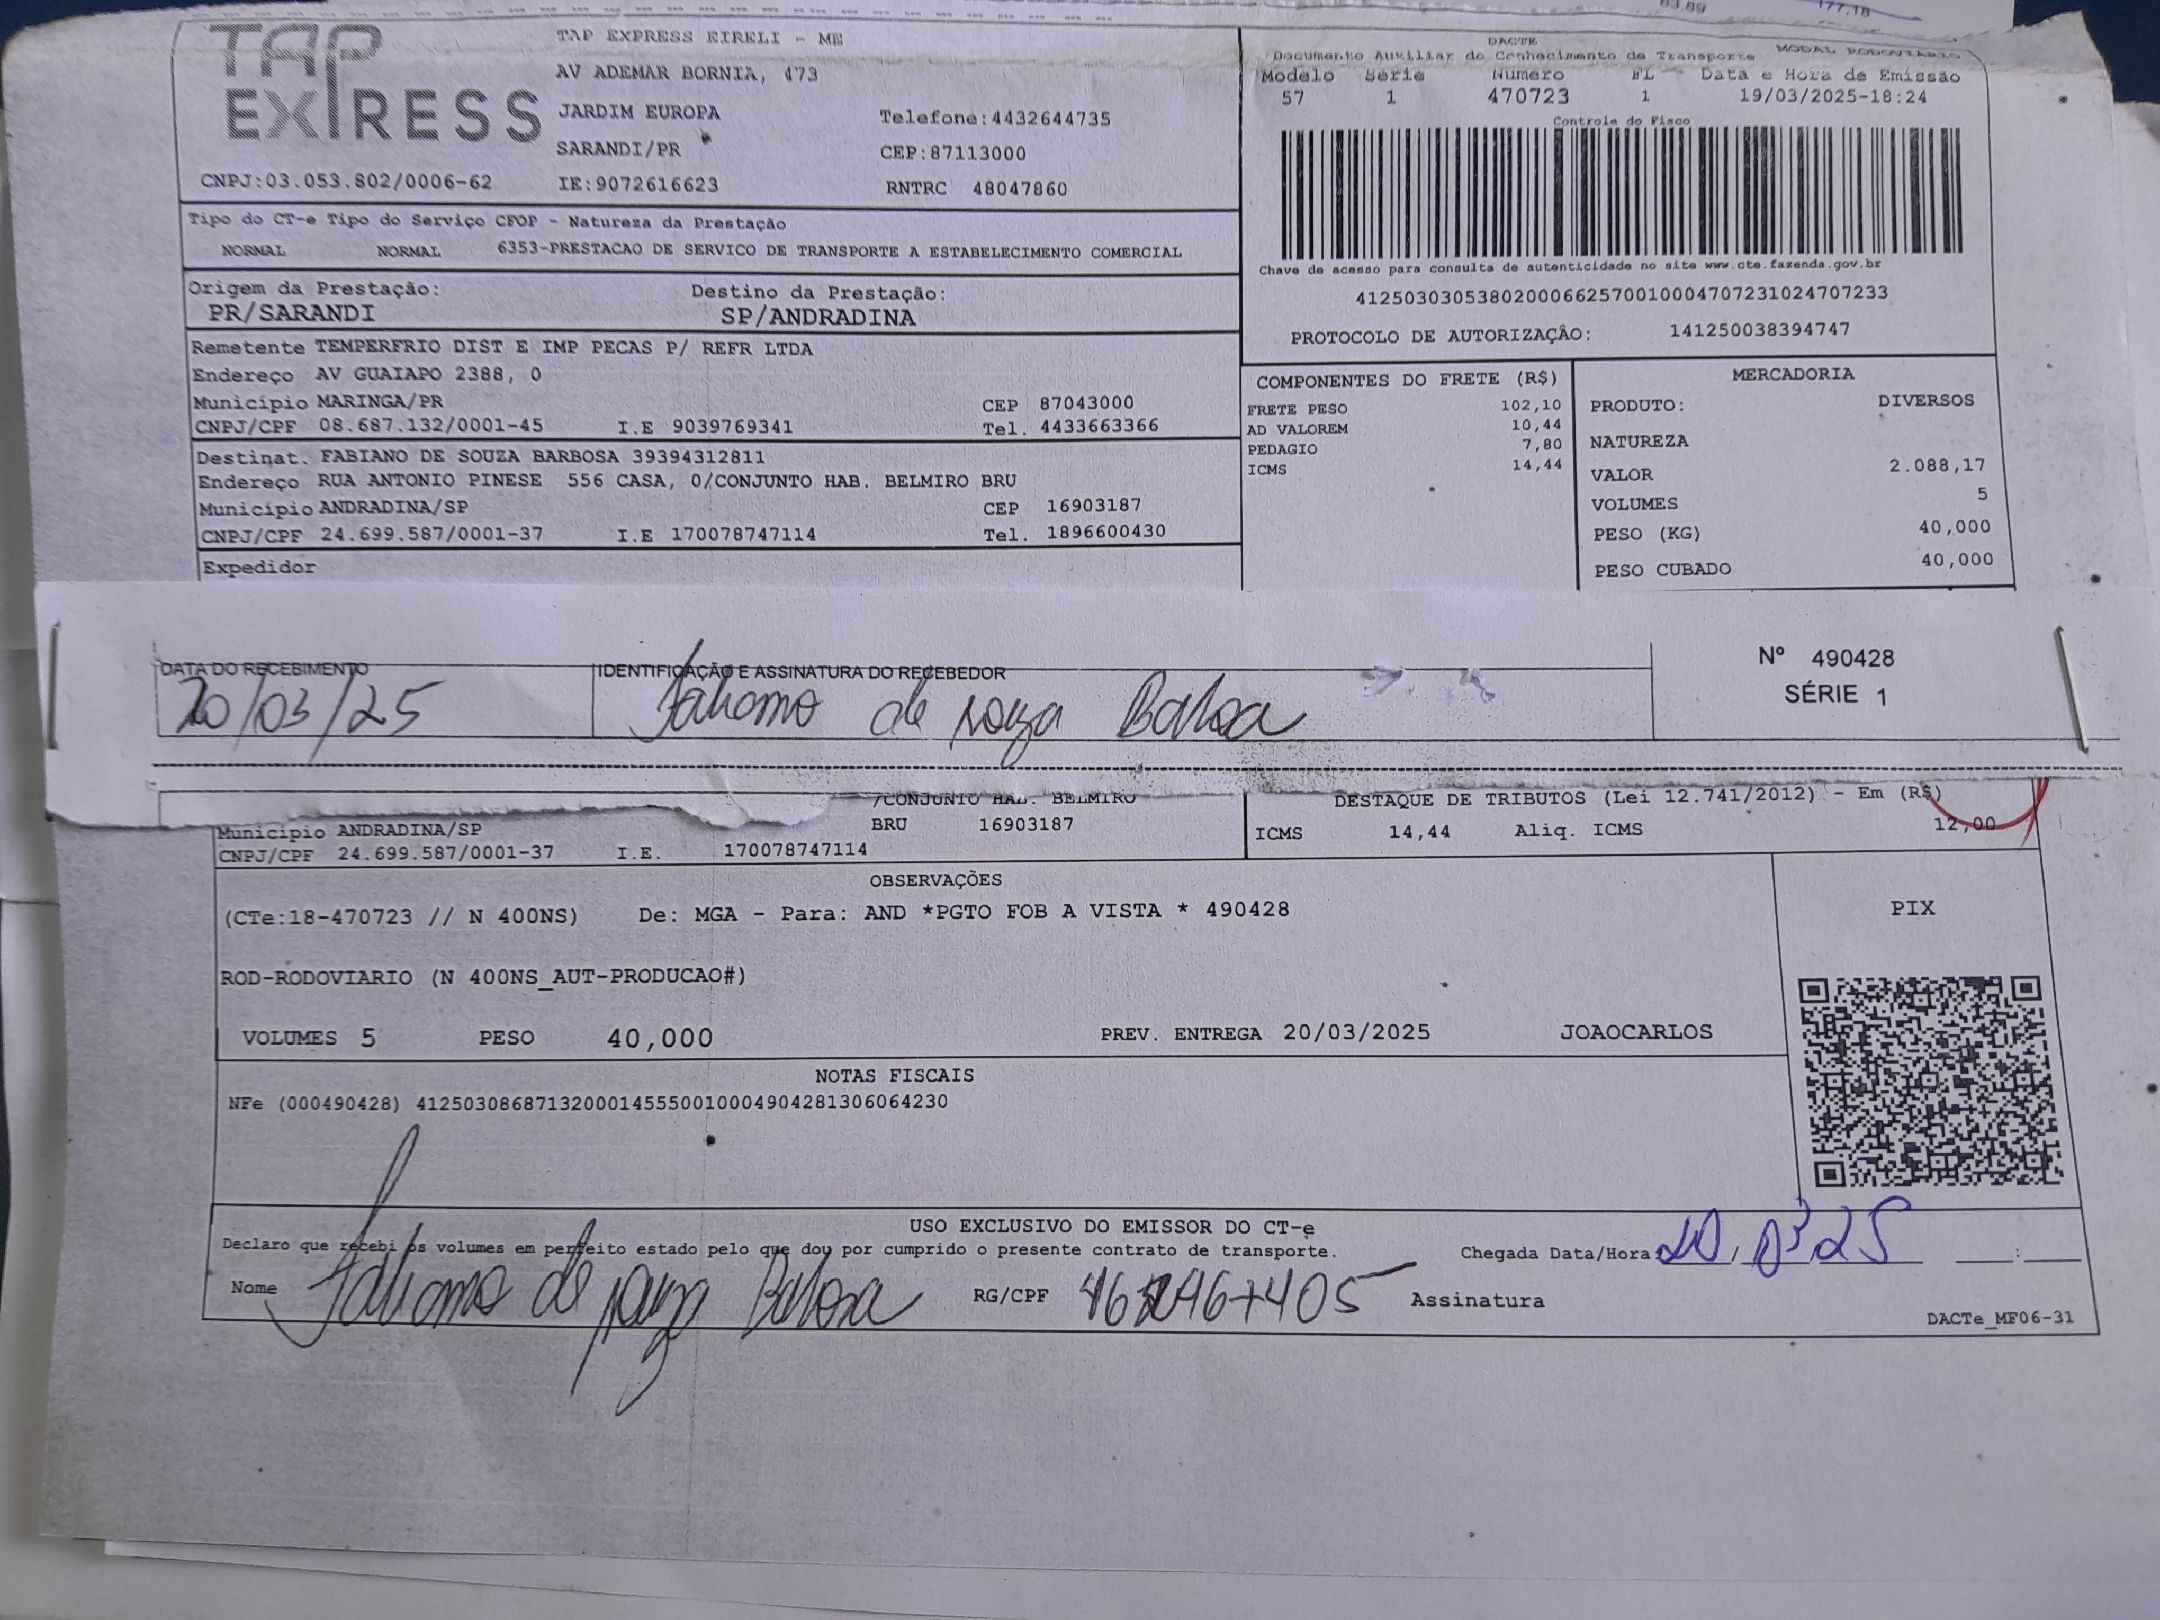 63,89 177,18
TAP EXPRESS
TAP EXPRESS EIRELI - ME
AV ADEMAR BORNIA, 473
JARDIM EUROPA Telefone:4432644735
SARANDI/PR CEP:87113000
CNPJ:03.053.802/0006-62 IE:9072616623 RNTRC 48047860
DACTE
Documento Auxiliar do Conhecimento de Transporte MODAL RODOVIARIO
Modelo Serie Numero FL Data e Hora de Emissão
57 1 470723 1 19/03/2025-18:24
Controle do Fisco
Chave de acesso para consulta de autenticidade no site www.cte.fazenda.gov.br
41250303053802000662570010004707231024707233
PROTOCOLO DE AUTORIZAÇÃO: 141250038394747
Tipo do CT-e Tipo do Serviço CFOP - Natureza da Prestação
NORMAL NORMAL 6353-PRESTACAO DE SERVICO DE TRANSPORTE A ESTABELECIMENTO COMERCIAL
Origem da Prestação: Destino da Prestação:
PR/SARANDI SP/ANDRADINA
Remetente TEMPERFRIO DIST E IMP PECAS P/ REFR LTDA
Endereço AV GUAIAPO 2388, 0
Município MARINGA/PR CEP 87043000
CNPJ/CPF 08.687.132/0001-45 I.E 9039769341 Tel. 4433663366
Destinat. FABIANO DE SOUZA BARBOSA 39394312811
Endereço RUA ANTONIO PINESE 556 CASA, 0/CONJUNTO HAB. BELMIRO BRU
Município ANDRADINA/SP CEP 16903187
CNPJ/CPF 24.699.587/0001-37 I.E 170078747114 Tel. 1896600430
Expedidor
COMPONENTES DO FRETE (R$)
FRETE PESO 102,10
AD VALOREM 10,44
PEDAGIO 7,80
ICMS 14,44
MERCADORIA
PRODUTO: DIVERSOS
NATUREZA
VALOR 2.088,17
VOLUMES 5
PESO (KG) 40,000
PESO CUBADO 40,000
DATA DO RECEBIMENTO IDENTIFICAÇÃO E ASSINATURA DO RECEBEDOR
20/03/25 Fabiano de souza Barbosa
Nº 490428
SÉRIE 1
/CONJUNTO HAB. BELMIRO
Município ANDRADINA/SP BRU 16903187
CNPJ/CPF 24.699.587/0001-37 I.E. 170078747114
DESTAQUE DE TRIBUTOS (Lei 12.741/2012) - Em (R$)
ICMS 14,44 Aliq. ICMS 12,00
OBSERVAÇÕES
(CTe:18-470723 // N 400NS) De: MGA - Para: AND *PGTO FOB A VISTA * 490428
ROD-RODOVIARIO (N 400NS_AUT-PRODUCAO#)
VOLUMES 5 PESO 40,000 PREV. ENTREGA 20/03/2025 JOAOCARLOS
PIX
NOTAS FISCAIS
NFe (000490428) 41250308687132000145550010004904281306064230
USO EXCLUSIVO DO EMISSOR DO CT-e
Declaro que recebi os volumes em perfeito estado pelo que dou por cumprido o presente contrato de transporte.
Chegada Data/Hora 20/03 25 :
Nome Fabiano de souza Barbosa RG/CPF Assinatura
DACTe_MF06-31